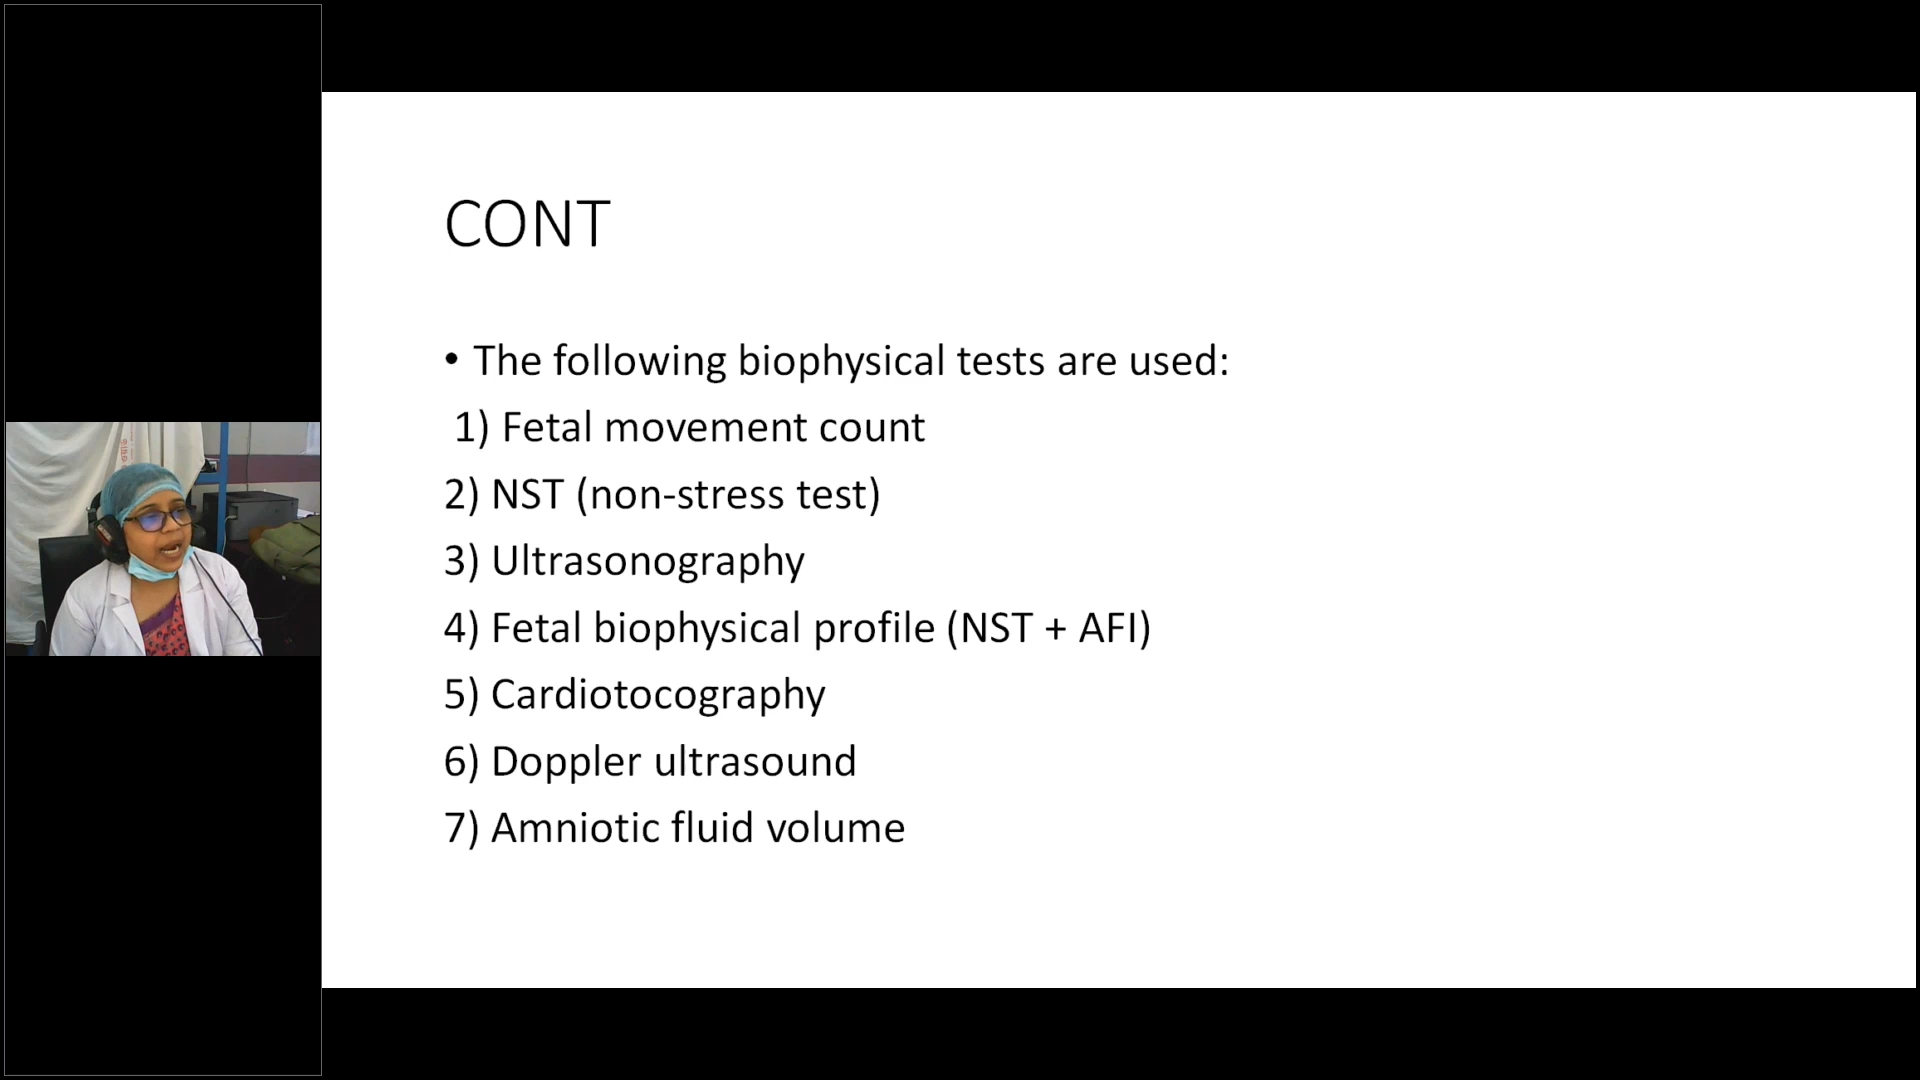 CONT
• The following biophysical tests are used:
1) Fetal movement count
2) NST (non-stress test)
3) Ultrasonography
4) Fetal biophysical profile (NST + AFI)
5) Cardiotocography
6) Doppler ultrasound
7) Amniotic fluid volume